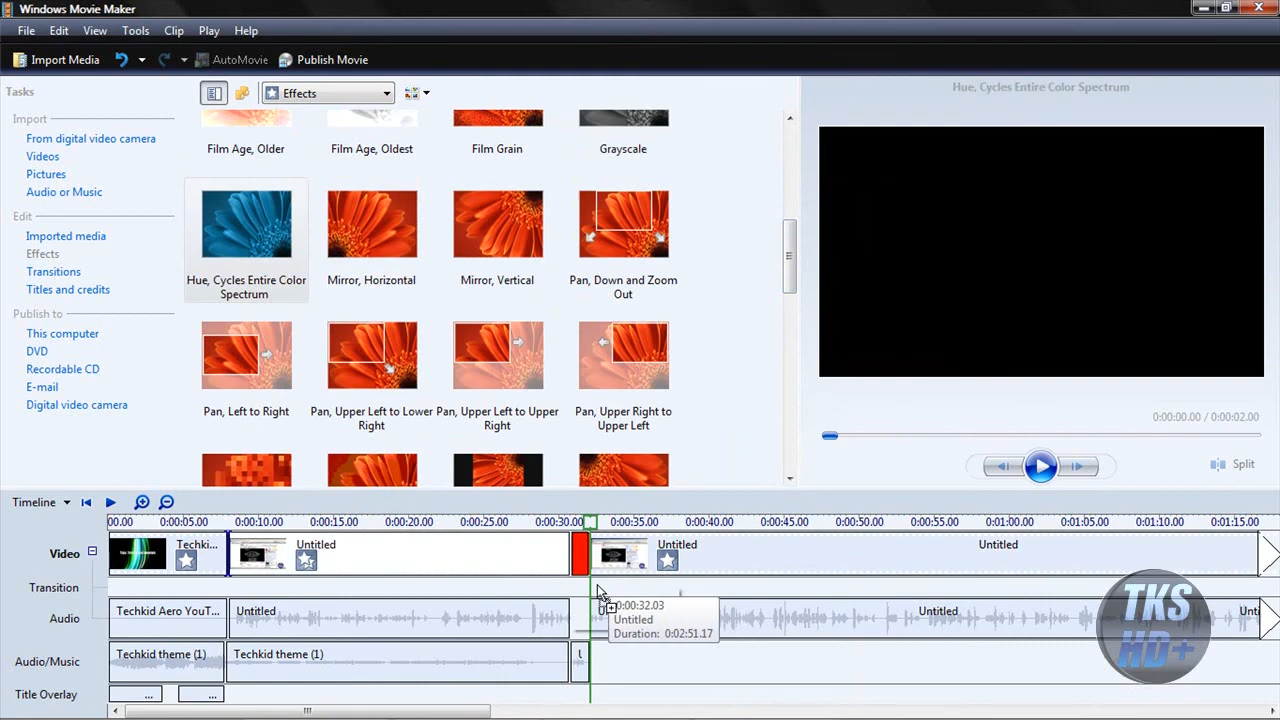 Windows Movie Maker
File Edit View Tools Clip Play Help
Import Media AutoMovie Publish Movie
Tasks
Import
From digital video camera
Videos
Pictures
Audio or Music
Edit
Imported media
Effects
Transitions
Titles and credits
Publish to
This computer
DVD
Recordable CD
E-mail
Digital video camera
Effects
Film Age, Older
Film Age, Oldest
Film Grain
Grayscale
Hue, Cycles Entire Color
Spectrum
Mirror, Horizontal
Mirror, Vertical
Pan, Down and Zoom
Out
Pan, Left to Right
Pan, Upper Left to Lower
Right
Pan, Upper Left to Upper
Right
Pan, Upper Right to
Upper Left
Hue, Cycles Entire Color Spectrum
0:00:00.00 / 0:00:02.00
Split
Timeline
00.00 0:00:05.00 0:00:10.00 0:00:15.00 0:00:20.00 0:00:25.00 0:00:30.00 0:00:35.00 0:00:40.00 0:00:45.00 0:00:50.00 0:00:55.00 0:01:00.00 0:01:05.00 0:01:10.00 0:01:15.00
Video Techki... Untitled Untitled Untitled
Transition
Audio Techkid Aero YouT... Untitled Untitled
0:00:32.03
Untitled
Duration: 0:02:51.17
Audio/Music Techkid theme (1) Techkid theme (1)
Title Overlay ... ...
TKS
HD+